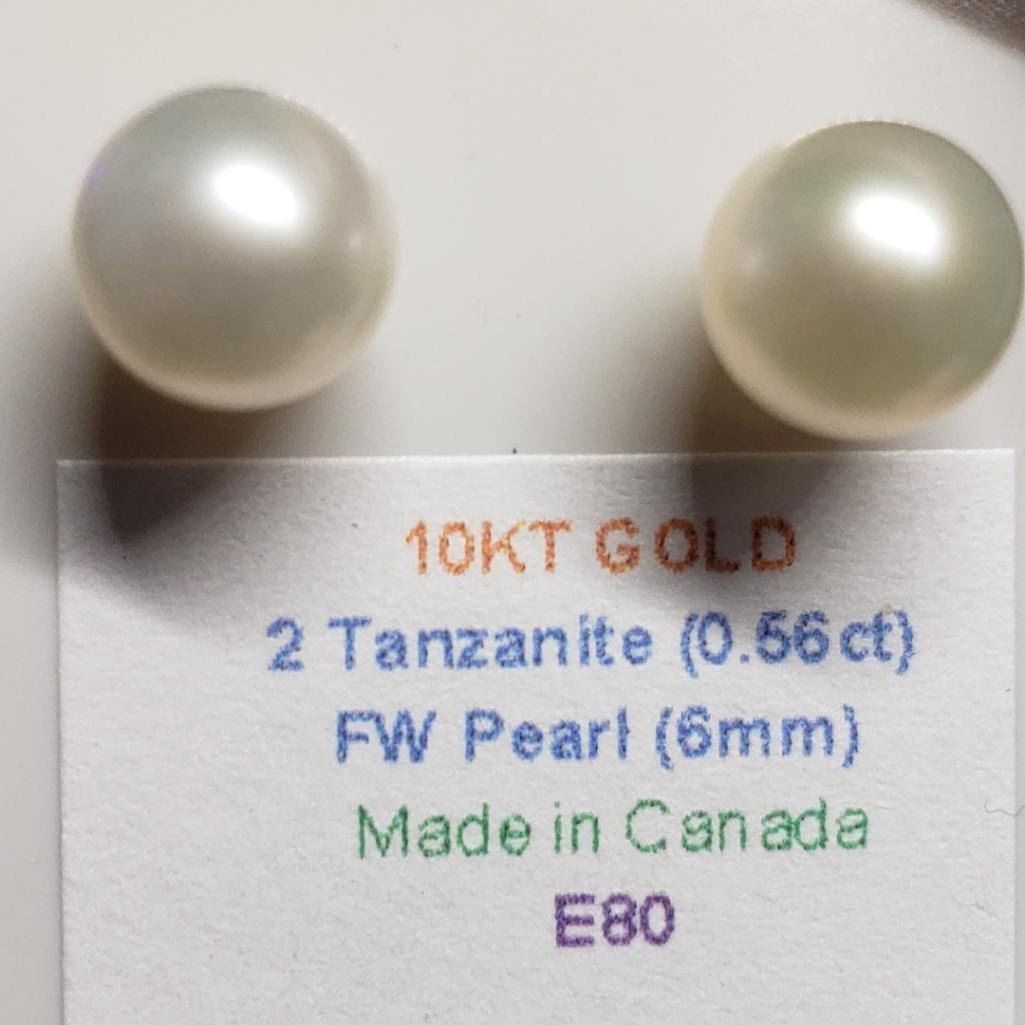 10KT GOLD
2 Tanzanite (0.56ct)
FW Pearl (6mm)
Made in Canada
E80